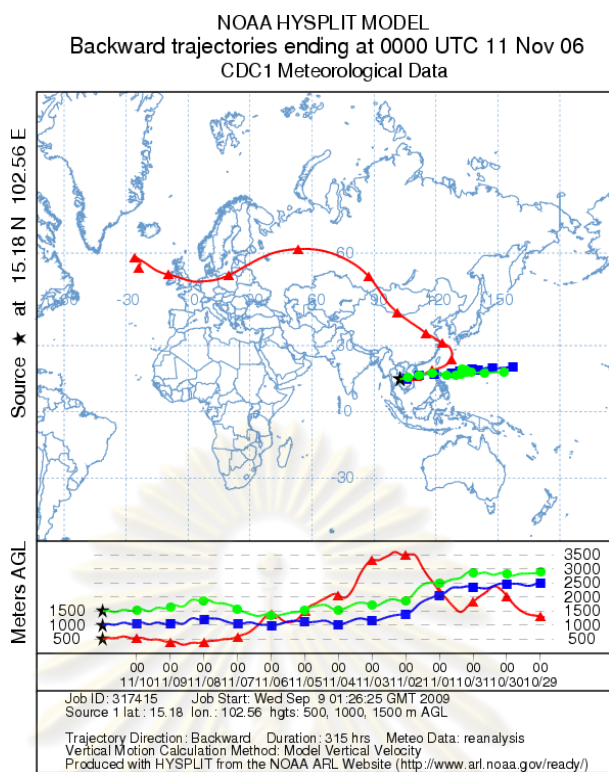 NOAA HYSPLIT MODEL
Backward trajectories ending at 0000 UTC 11 Nov 06
CDC1 Meteorological Data
Source ★ at 15.18 N 102.56 E
60
-30
60
90
120
150
-10
-30
Meters AGL
1500
1000
500
3500
3000
2500
2000
1500
1000
500
00 00 00 00 00 00 00 00 00 00 00 00 00
11/10 11/09 11/08 11/07 11/06 11/05 11/04 11/03 11/02 11/01 10/31 10/30 10/29
Job ID: 317415 Job Start: Wed Sep 9 01:26:25 GMT 2009
Source 1 lat.: 15.18 lon.: 102.56 hgts: 500, 1000, 1500 m AGL
Trajectory Direction: Backward Duration: 315 hrs Meteo Data: reanalysis
Vertical Motion Calculation Method: Model Vertical Velocity
Produced with HYSPLIT from the NOAA ARL Website (http://www.arl.noaa.gov/ready/)